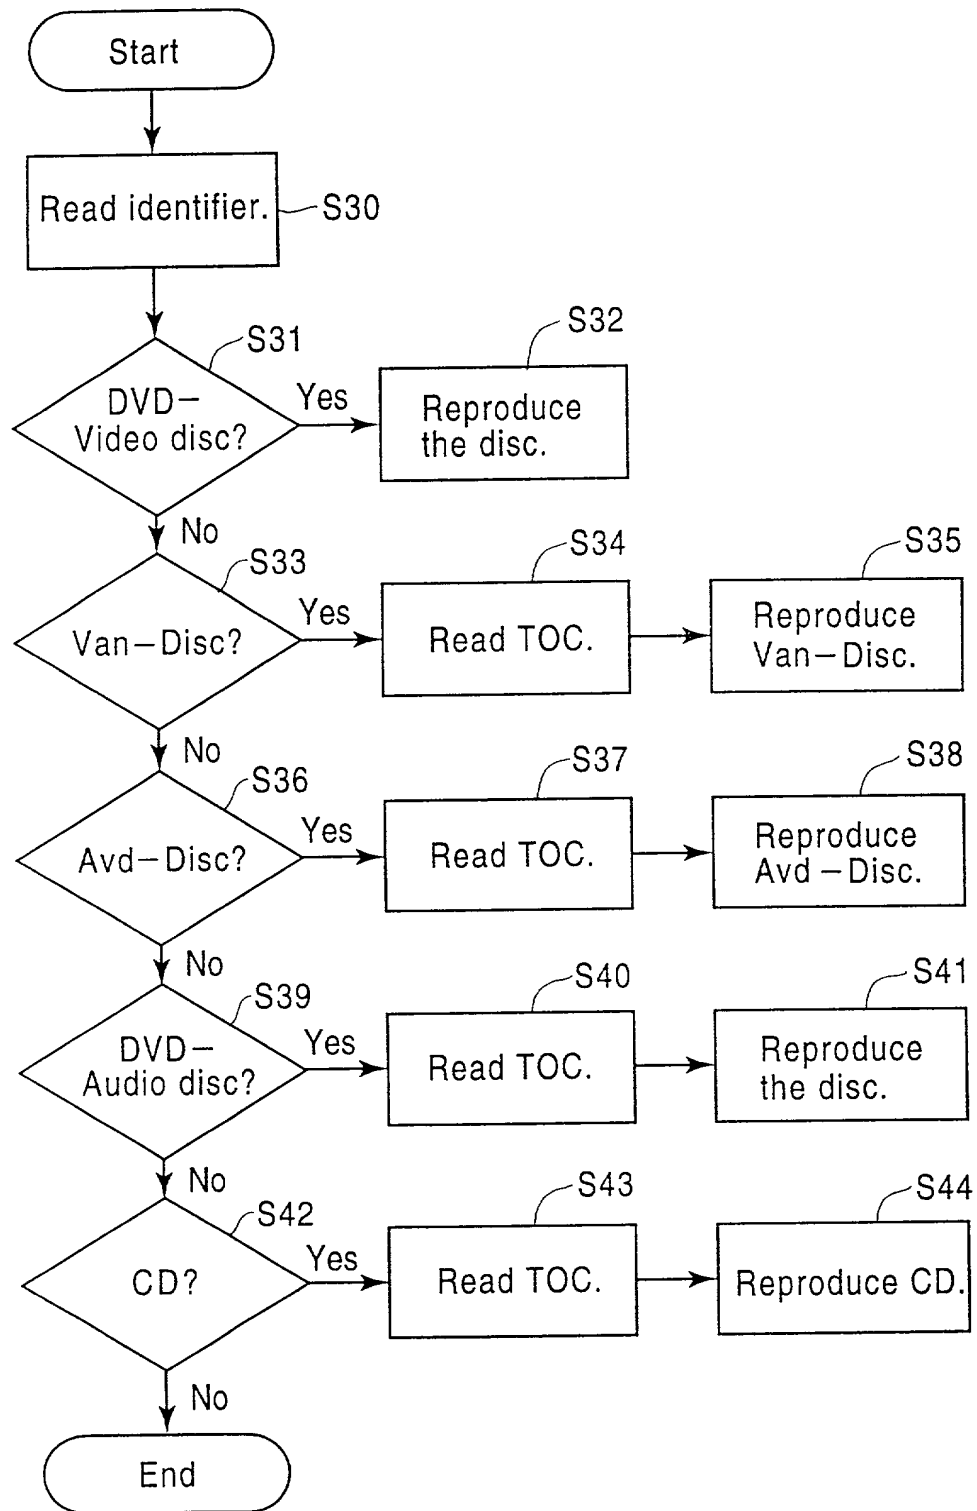 Start
Read identifier.
S30
S31
DVD-
Video disc?
Yes
S32
Reproduce
the disc.
No
S33
Van-Disc?
Yes
S34
Read TOC.
S35
Reproduce
Van-Disc.
No
S36
Avd-Disc?
Yes
S37
Read TOC.
S38
Reproduce
Avd-Disc.
No
S39
DVD-
Audio disc?
Yes
S40
Read TOC.
S41
Reproduce
the disc.
No
S42
CD?
Yes
S43
Read TOC.
S44
Reproduce CD.
No
End